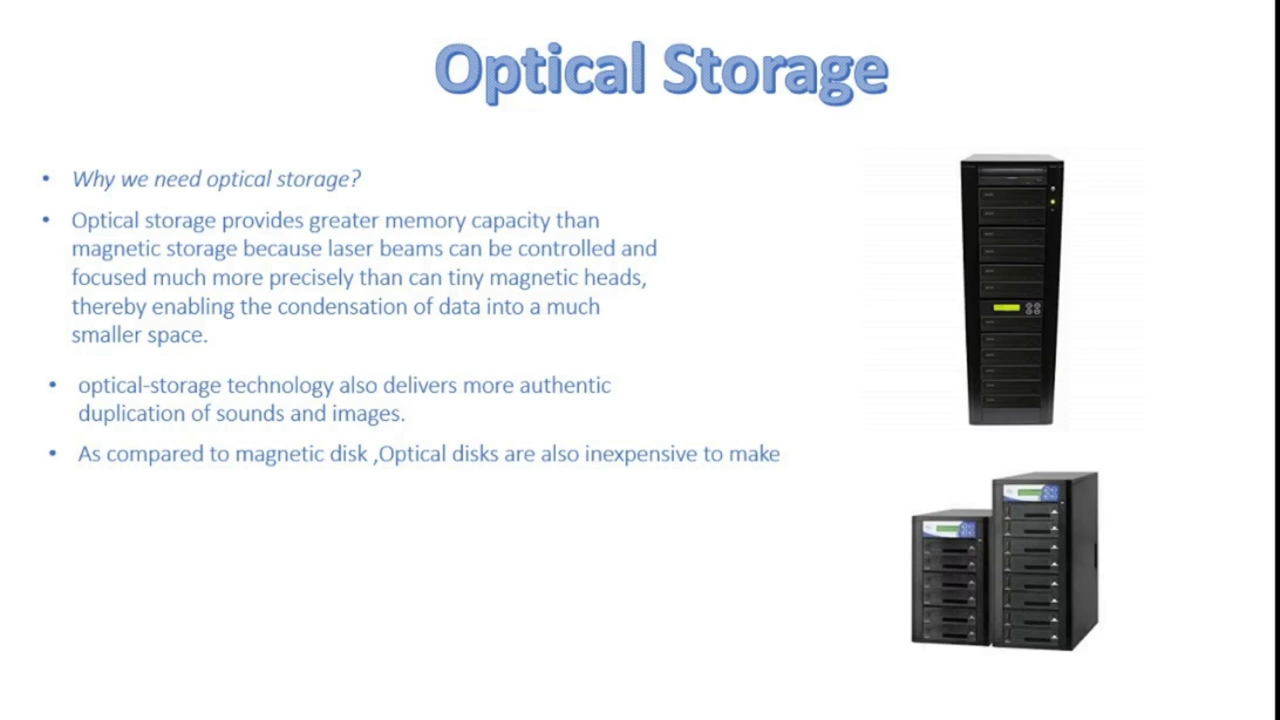 Optical Storage
• Why we need optical storage?
• Optical storage provides greater memory capacity than
magnetic storage because laser beams can be controlled and
focused much more precisely than can tiny magnetic heads,
thereby enabling the condensation of data into a much
smaller space.
• optical-storage technology also delivers more authentic
duplication of sounds and images.
• As compared to magnetic disk ,Optical disks are also inexpensive to make